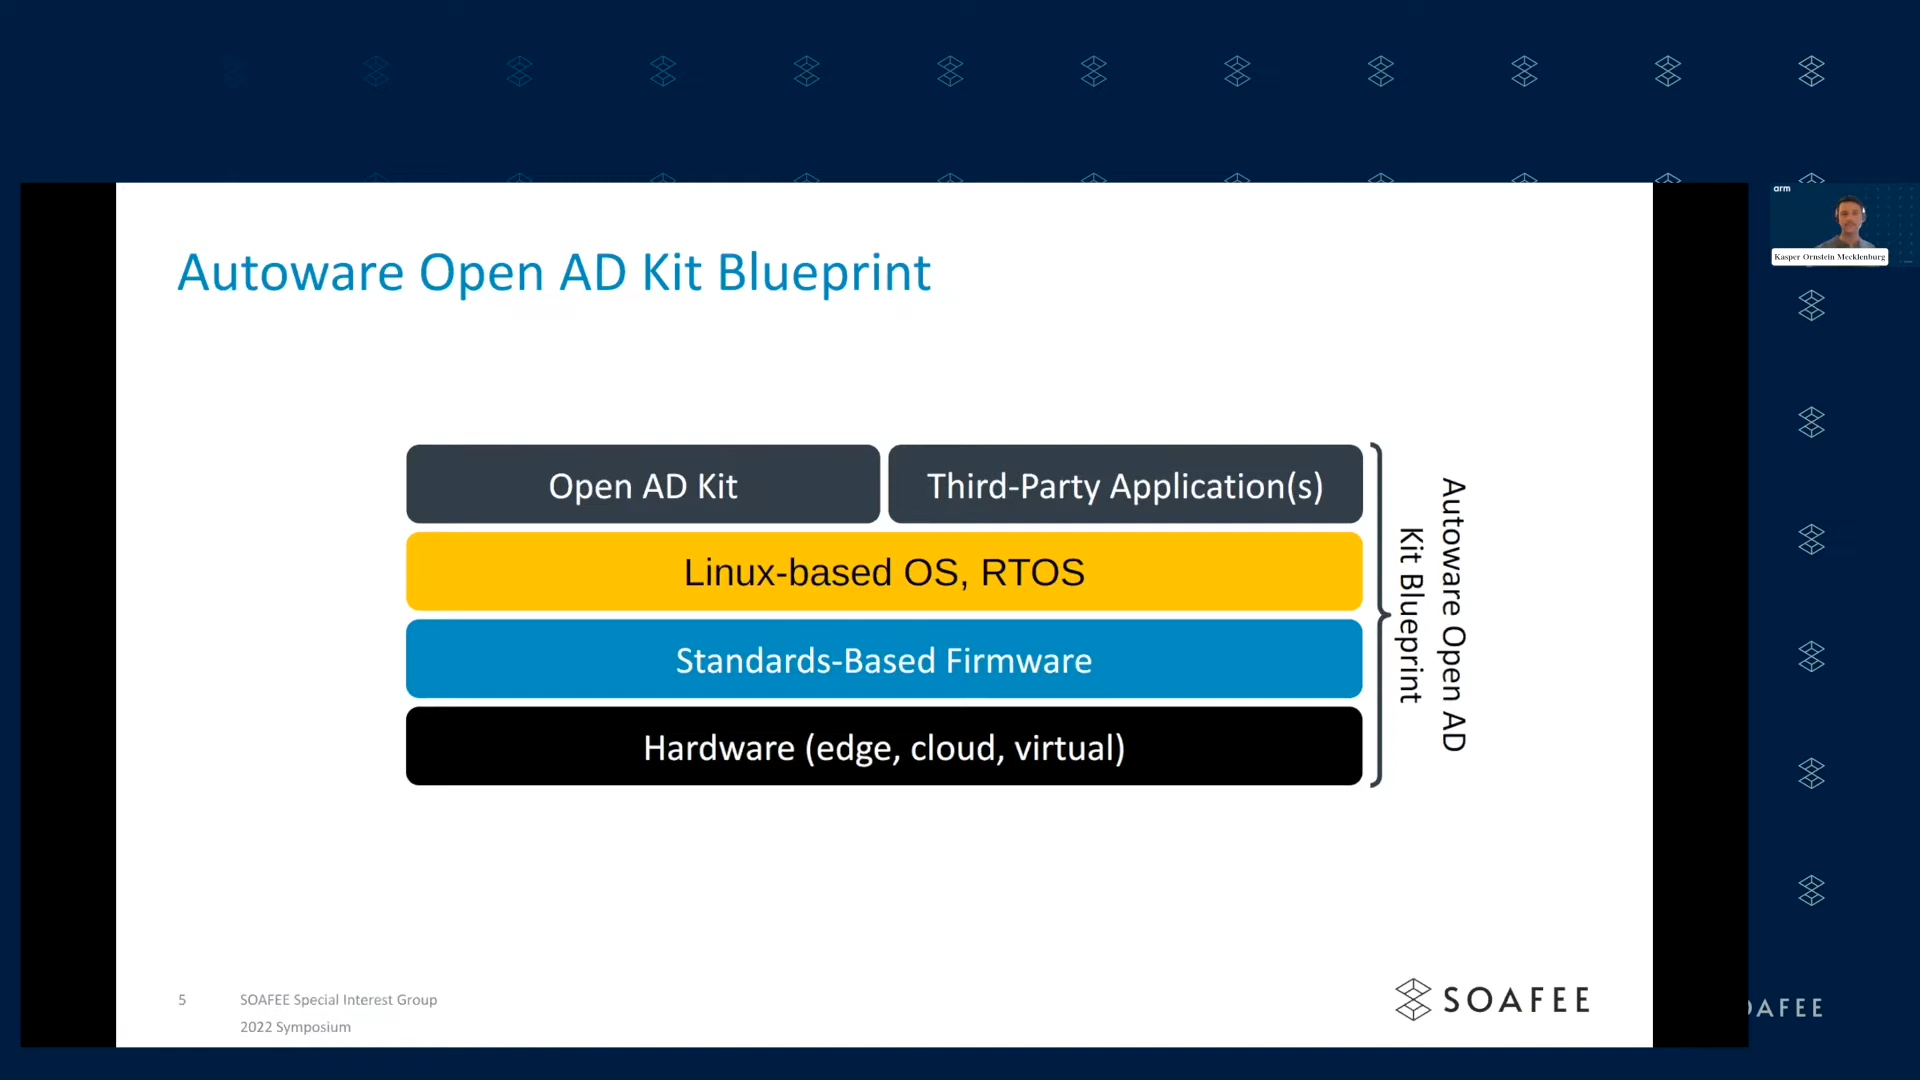 Autoware Open AD Kit Blueprint
arm
Kasper Ornstein Mecklenburg
Open AD Kit
Third-Party Application(s)
Linux-based OS, RTOS
Standards-Based Firmware
Hardware (edge, cloud, virtual)
Autoware Open AD
Kit Blueprint
5
SOAFEE Special Interest Group
2022 Symposium
SOAFEE
OAFEE